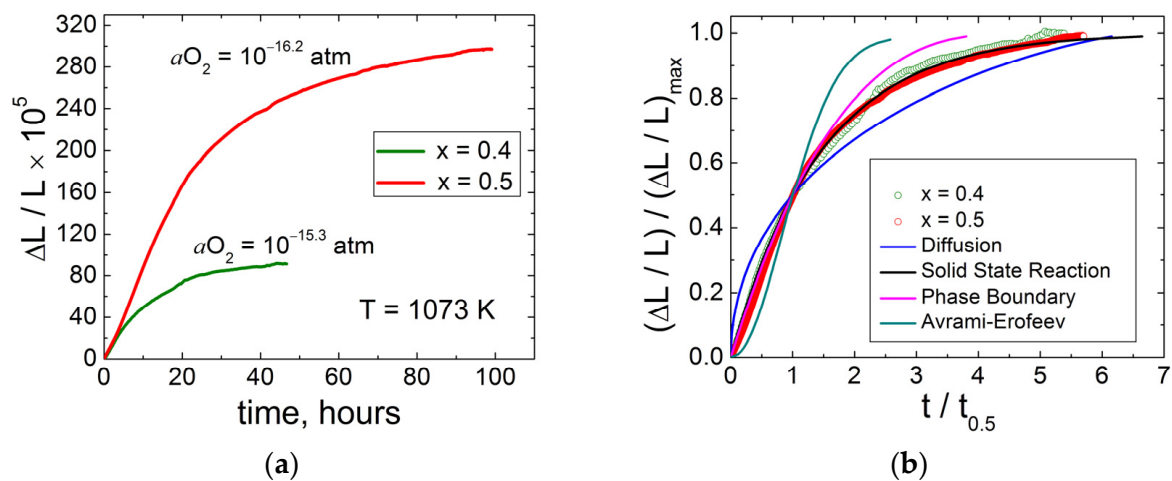 320
280
240
200
160
120
80
40
0
ΔL / L × 10⁵
aO₂ = 10⁻¹⁶·² atm
x = 0.4
x = 0.5
aO₂ = 10⁻¹⁵·³ atm
T = 1073 K
0 20 40 60 80 100
time, hours
(a)
1.0
0.8
0.6
0.4
0.2
0.0
(ΔL / L) / (ΔL / L)max
x = 0.4
x = 0.5
Diffusion
Solid State Reaction
Phase Boundary
Avrami-Erofeev
0 1 2 3 4 5 6 7
t / t₀.₅
(b)